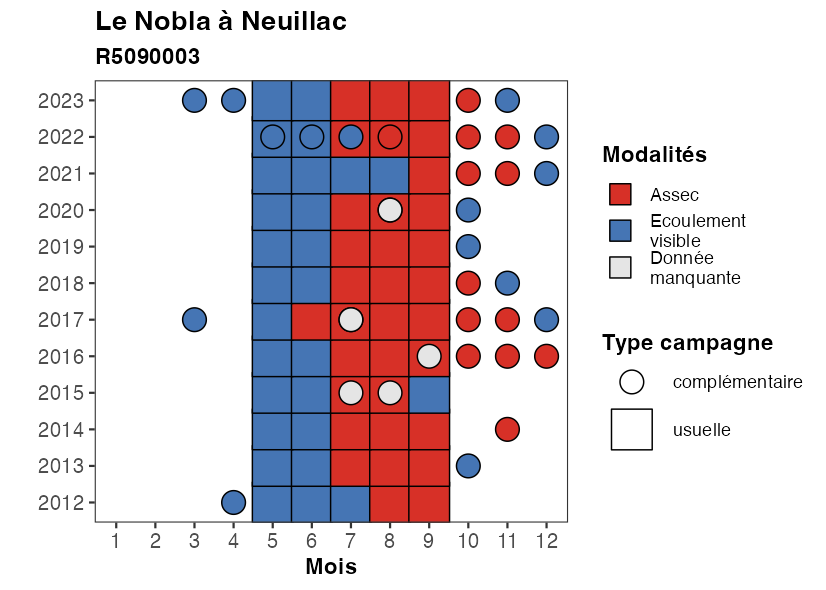 Le Nobla à Neuillac
R5090003
2023
2022
2021
2020
2019
2018
2017
2016
2015
2014
2013
2012
1 2 3 4 5 6 7 8 9 10 11 12
Mois
Modalités
Assec
Ecoulement
visible
Donnée
manquante
Type campagne
complémentaire
usuelle